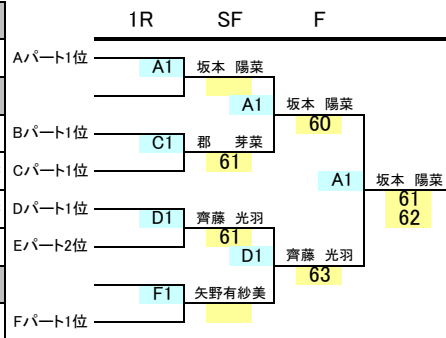 1R SF F
Aパート1位
A1 坂本 陽菜
A1 坂本 陽菜
60
Bパート1位
C1 郡 芽菜
61
Cパート1位
A1 坂本 陽菜
61
62
Dパート1位
D1 齊藤 光羽
61
Eパート2位
D1 齊藤 光羽
63
F1 矢野有紗美
Fパート1位